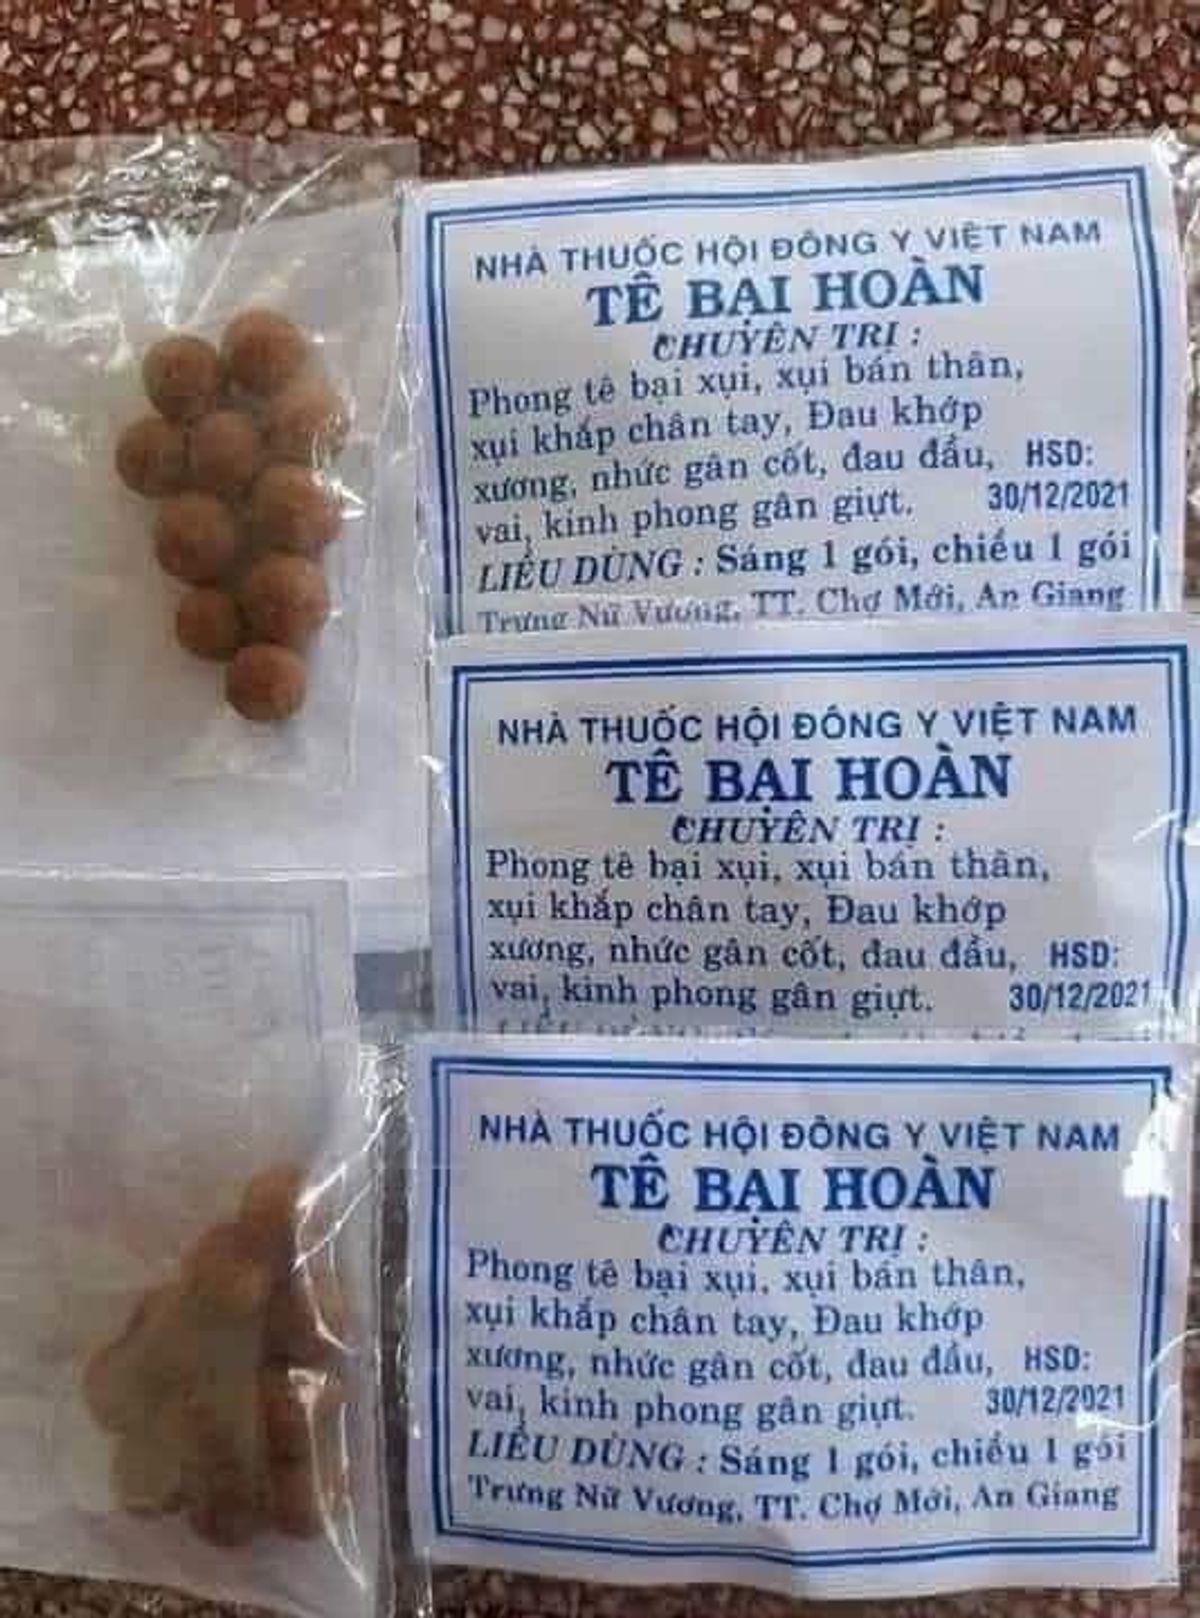 NHÀ THUỐC HỘI ĐÔNG Y VIỆT NAM
TÊ BẠI HOÀN
CHUYÊN TRỊ :
Phong tê bại xụi, xụi bán thân,
xụi khắp chân tay, Đau khớp
xương, nhức gân cốt, đau đầu, HSD:
vai, kinh phong gân giựt. 30/12/2021
LIỀU DÙNG : Sáng 1 gói, chiều 1 gói
Trưng Nữ Vương, TT. Chợ Mới, An Giang
NHÀ THUỐC HỘI ĐÔNG Y VIỆT NAM
TÊ BẠI HOÀN
CHUYÊN TRỊ :
Phong tê bại xụi, xụi bán thân,
xụi khắp chân tay, Đau khớp
xương, nhức gân cốt, đau đầu, HSD:
vai, kinh phong gân giựt. 30/12/2021
NHÀ THUỐC HỘI ĐÔNG Y VIỆT NAM
TÊ BẠI HOÀN
CHUYÊN TRỊ :
Phong tê bại xụi, xụi bán thân,
xụi khắp chân tay, Đau khớp
xương, nhức gân cốt, đau đầu, HSD:
vai, kinh phong gân giựt. 30/12/2021
LIỀU DÙNG : Sáng 1 gói, chiều 1 gói
Trưng Nữ Vương, TT. Chợ Mới, An Giang